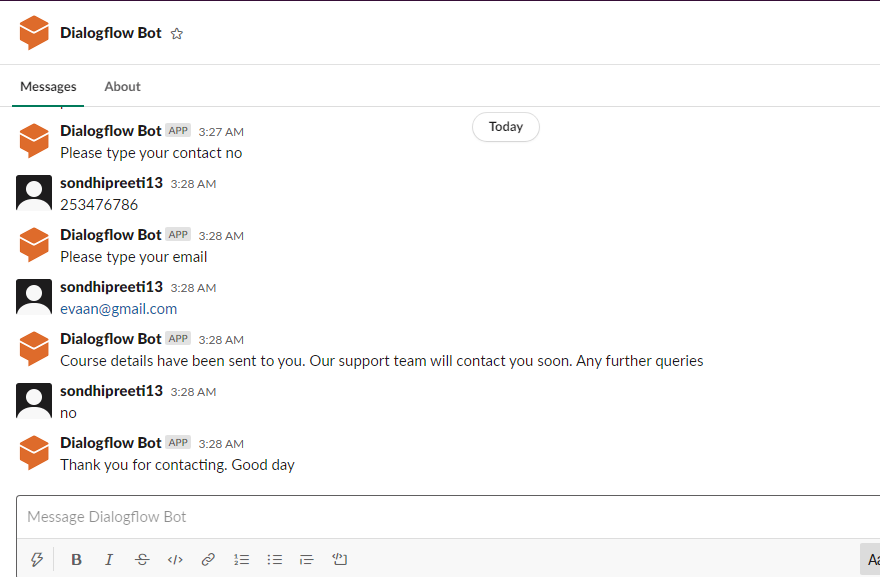 Dialogflow Bot
Messages About
Today
Dialogflow Bot APP 3:27 AM
Please type your contact no
sondhipreeti13 3:28 AM
253476786
Dialogflow Bot APP 3:28 AM
Please type your email
sondhipreeti13 3:28 AM
evaan@gmail.com
Dialogflow Bot APP 3:28 AM
Course details have been sent to you. Our support team will contact you soon. Any further queries
sondhipreeti13 3:28 AM
no
Dialogflow Bot APP 3:28 AM
Thank you for contacting. Good day
Message Dialogflow Bot
B I S </> Aa